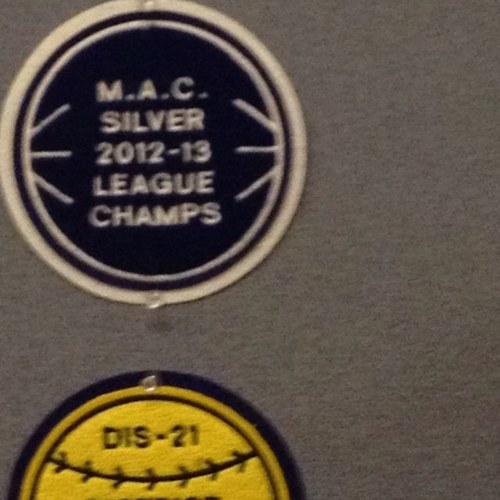 M.A.C.
SILVER
2012-13
LEAGUE
CHAMPS
DIS-21